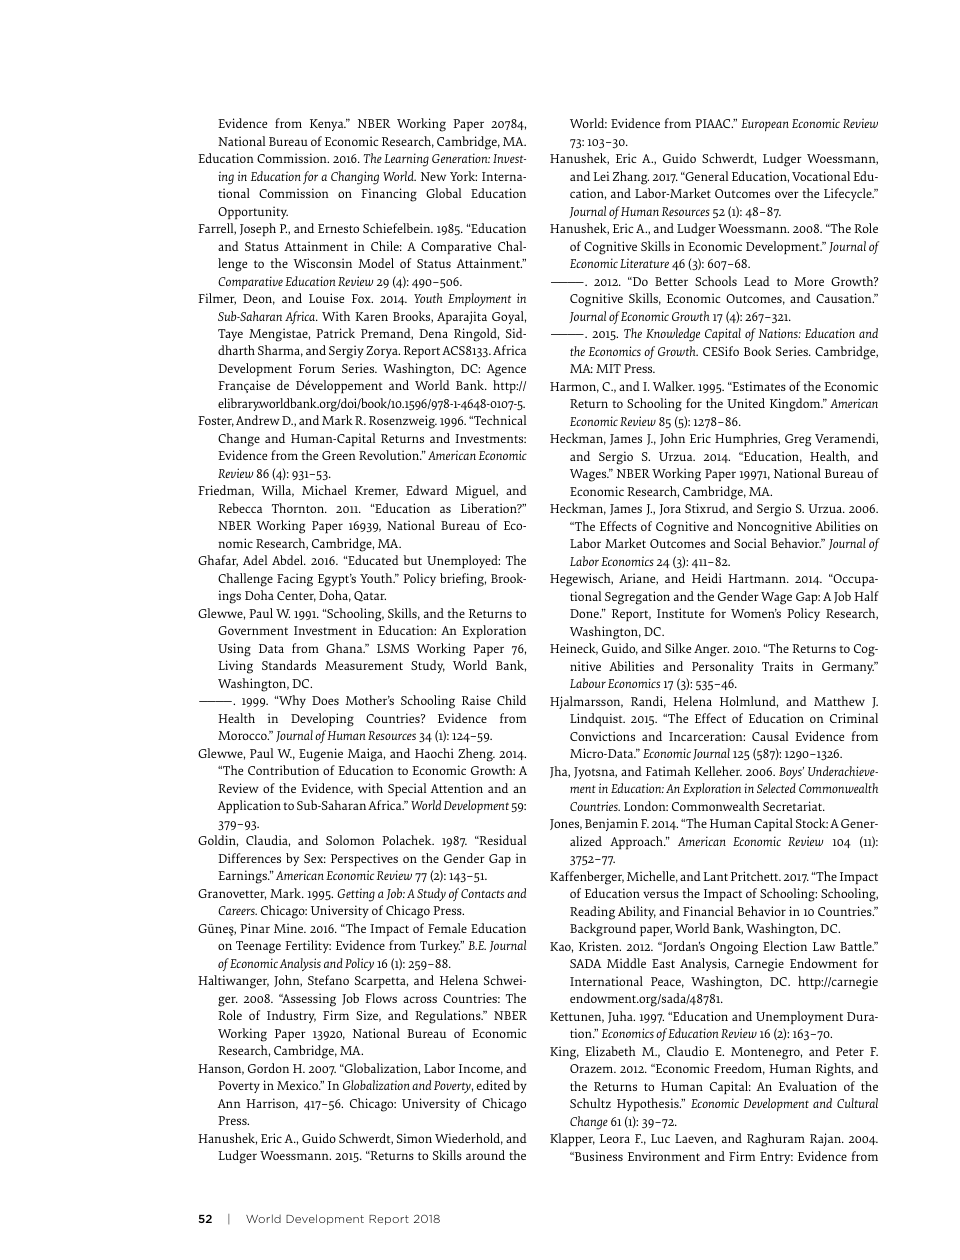 Evidence from Kenya.” NBER Working Paper 20784,
National Bureau of Economic Research, Cambridge, MA.
Education Commission. 2016. The Learning Generation: Invest-
ing in Education for a Changing World. New York: Interna-
tional Commission on Financing Global Education
Opportunity.
Farrell, Joseph P., and Ernesto Schiefelbein. 1985. “Education
and Status Attainment in Chile: A Comparative Chal-
lenge to the Wisconsin Model of Status Attainment.”
Comparative Education Review 29 (4): 490–506.
Filmer, Deon, and Louise Fox. 2014. Youth Employment in
Sub-Saharan Africa. With Karen Brooks, Aparajita Goyal,
Taye Mengistae, Patrick Premand, Dena Ringold, Sid-
dharth Sharma, and Sergiy Zorya. Report ACS8133. Africa
Development Forum Series. Washington, DC: Agence
Française de Développement and World Bank. http://
elibrary.worldbank.org/doi/book/10.1596/978-1-4648-0107-5.
Foster, Andrew D., and Mark R. Rosenzweig. 1996. “Technical
Change and Human-Capital Returns and Investments:
Evidence from the Green Revolution.” American Economic
Review 86 (4): 931–53.
Friedman, Willa, Michael Kremer, Edward Miguel, and
Rebecca Thornton. 2011. “Education as Liberation?”
NBER Working Paper 16939, National Bureau of Eco-
nomic Research, Cambridge, MA.
Ghafar, Adel Abdel. 2016. “Educated but Unemployed: The
Challenge Facing Egypt’s Youth.” Policy briefing, Brook-
ings Doha Center, Doha, Qatar.
Glewwe, Paul W. 1991. “Schooling, Skills, and the Returns to
Government Investment in Education: An Exploration
Using Data from Ghana.” LSMS Working Paper 76,
Living Standards Measurement Study, World Bank,
Washington, DC.
———. 1999. “Why Does Mother’s Schooling Raise Child
Health in Developing Countries? Evidence from
Morocco.” Journal of Human Resources 34 (1): 124–59.
Glewwe, Paul W., Eugenie Maiga, and Haochi Zheng. 2014.
“The Contribution of Education to Economic Growth: A
Review of the Evidence, with Special Attention and an
Application to Sub-Saharan Africa.” World Development 59:
379–93.
Goldin, Claudia, and Solomon Polachek. 1987. “Residual
Differences by Sex: Perspectives on the Gender Gap in
Earnings.” American Economic Review 77 (2): 143–51.
Granovetter, Mark. 1995. Getting a Job: A Study of Contacts and
Careers. Chicago: University of Chicago Press.
Güneş, Pinar Mine. 2016. “The Impact of Female Education
on Teenage Fertility: Evidence from Turkey.” B.E. Journal
of Economic Analysis and Policy 16 (1): 259–88.
Haltiwanger, John, Stefano Scarpetta, and Helena Schwei-
ger. 2008. “Assessing Job Flows across Countries: The
Role of Industry, Firm Size, and Regulations.” NBER
Working Paper 13920, National Bureau of Economic
Research, Cambridge, MA.
Hanson, Gordon H. 2007. “Globalization, Labor Income, and
Poverty in Mexico.” In Globalization and Poverty, edited by
Ann Harrison, 417–56. Chicago: University of Chicago
Press.
Hanushek, Eric A., Guido Schwerdt, Simon Wiederhold, and
Ludger Woessmann. 2015. “Returns to Skills around the
World: Evidence from PIAAC.” European Economic Review
73: 103–30.
Hanushek, Eric A., Guido Schwerdt, Ludger Woessmann,
and Lei Zhang. 2017. “General Education, Vocational Edu-
cation, and Labor-Market Outcomes over the Lifecycle.”
Journal of Human Resources 52 (1): 48–87.
Hanushek, Eric A., and Ludger Woessmann. 2008. “The Role
of Cognitive Skills in Economic Development.” Journal of
Economic Literature 46 (3): 607–68.
———. 2012. “Do Better Schools Lead to More Growth?
Cognitive Skills, Economic Outcomes, and Causation.”
Journal of Economic Growth 17 (4): 267–321.
———. 2015. The Knowledge Capital of Nations: Education and
the Economics of Growth. CESifo Book Series. Cambridge,
MA: MIT Press.
Harmon, C., and I. Walker. 1995. “Estimates of the Economic
Return to Schooling for the United Kingdom.” American
Economic Review 85 (5): 1278–86.
Heckman, James J., John Eric Humphries, Greg Veramendi,
and Sergio S. Urzua. 2014. “Education, Health, and
Wages.” NBER Working Paper 19971, National Bureau of
Economic Research, Cambridge, MA.
Heckman, James J., Jora Stixrud, and Sergio S. Urzua. 2006.
“The Effects of Cognitive and Noncognitive Abilities on
Labor Market Outcomes and Social Behavior.” Journal of
Labor Economics 24 (3): 411–82.
Hegewisch, Ariane, and Heidi Hartmann. 2014. “Occupa-
tional Segregation and the Gender Wage Gap: A Job Half
Done.” Report, Institute for Women’s Policy Research,
Washington, DC.
Heineck, Guido, and Silke Anger. 2010. “The Returns to Cog-
nitive Abilities and Personality Traits in Germany.”
Labour Economics 17 (3): 535–46.
Hjalmarsson, Randi, Helena Holmlund, and Matthew J.
Lindquist. 2015. “The Effect of Education on Criminal
Convictions and Incarceration: Causal Evidence from
Micro-Data.” Economic Journal 125 (587): 1290–1326.
Jha, Jyotsna, and Fatimah Kelleher. 2006. Boys’ Underachieve-
ment in Education: An Exploration in Selected Commonwealth
Countries. London: Commonwealth Secretariat.
Jones, Benjamin F. 2014. “The Human Capital Stock: A Gener-
alized Approach.” American Economic Review 104 (11):
3752–77.
Kaffenberger, Michelle, and Lant Pritchett. 2017. “The Impact
of Education versus the Impact of Schooling: Schooling,
Reading Ability, and Financial Behavior in 10 Countries.”
Background paper, World Bank, Washington, DC.
Kao, Kristen. 2012. “Jordan’s Ongoing Election Law Battle.”
SADA Middle East Analysis, Carnegie Endowment for
International Peace, Washington, DC. http://carnegie
endowment.org/sada/48781.
Kettunen, Juha. 1997. “Education and Unemployment Dura-
tion.” Economics of Education Review 16 (2): 163–70.
King, Elizabeth M., Claudio E. Montenegro, and Peter F.
Orazem. 2012. “Economic Freedom, Human Rights, and
the Returns to Human Capital: An Evaluation of the
Schultz Hypothesis.” Economic Development and Cultural
Change 61 (1): 39–72.
Klapper, Leora F., Luc Laeven, and Raghuram Rajan. 2004.
“Business Environment and Firm Entry: Evidence from
52 | World Development Report 2018